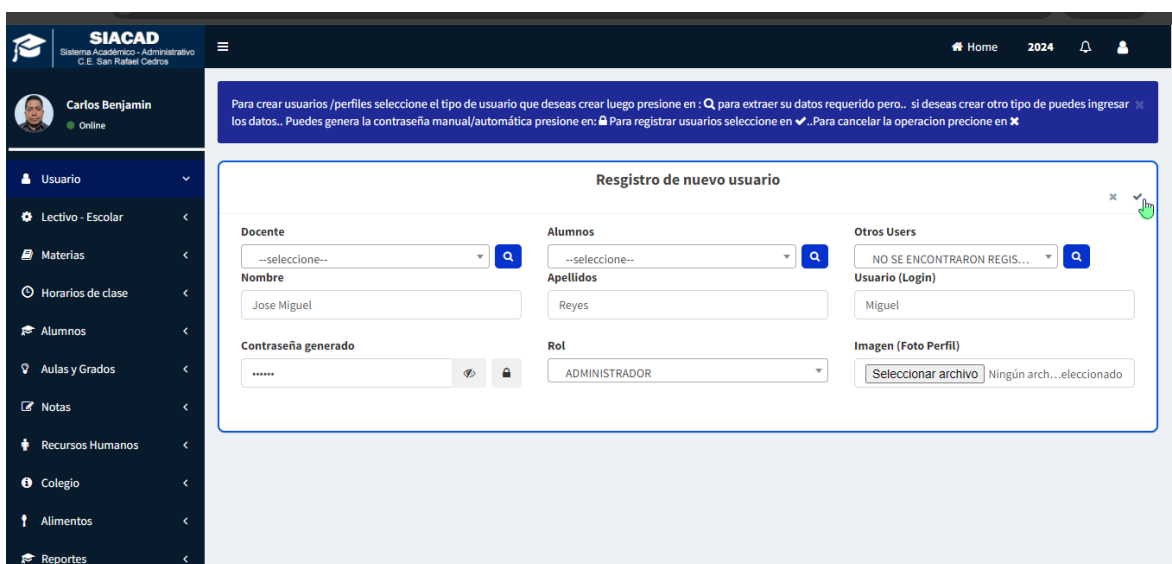 SIACAD
Sistema Académico - Administrativo
C.E. San Rafael Cedros
Home 2024
Carlos Benjamin
Online
Para crear usuarios /perfiles seleccione el tipo de usuario que deseas crear luego presione en : para extraer su datos requerido pero.. si deseas crear otro tipo de puedes ingresar
los datos.. Puedes genera la contraseña manual/automática presione en: Para registrar usuarios seleccione en ..Para cancelar la operacion precione en
Usuario
Lectivo - Escolar
Materias
Horarios de clase
Alumnos
Aulas y Grados
Notas
Recursos Humanos
Colegio
Alimentos
Reportes
Resgistro de nuevo usuario
Docente Alumnos Otros Users
--seleccione-- --seleccione-- NO SE ENCONTRARON REGIS...
Nombre Apellidos Usuario (Login)
Jose Miguel Reyes Miguel
Contraseña generado Rol Imagen (Foto Perfil)
•••••• ADMINISTRADOR Seleccionar archivo Ningún arch...eleccionado